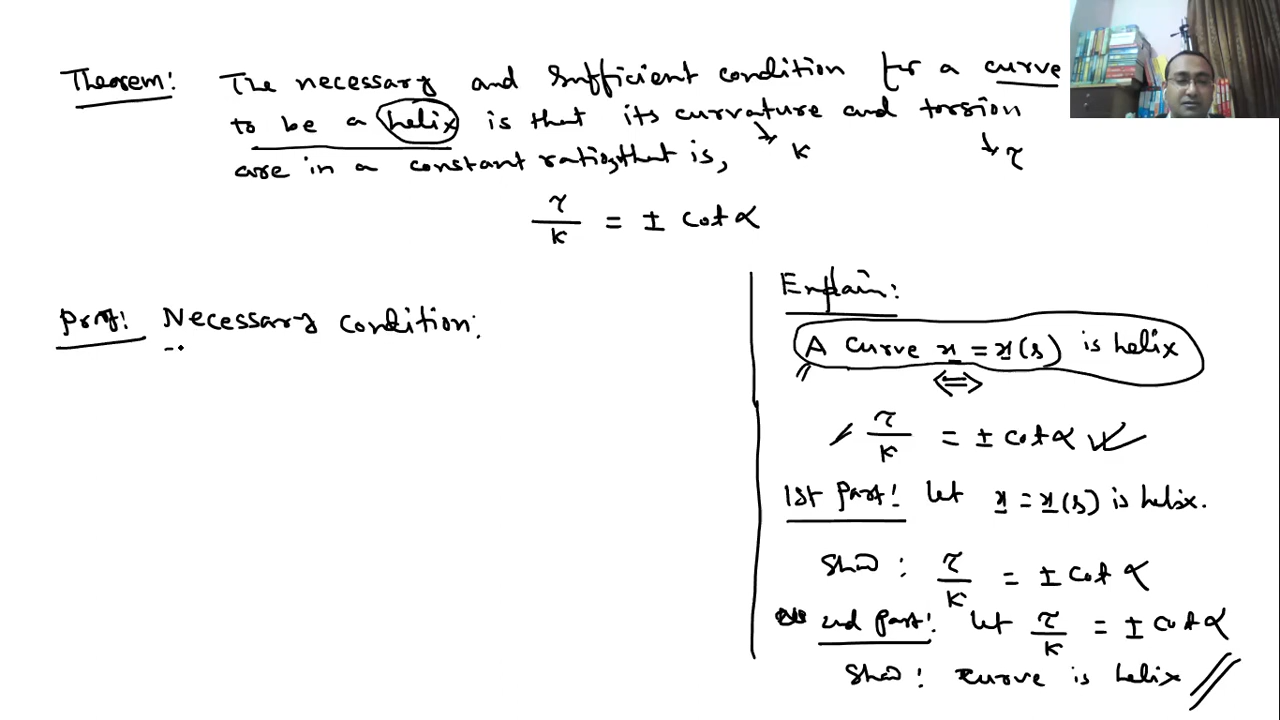 Theorem: The necessary and sufficient condition for a curve
to be a helix is that its curvature and torsion
κ τ
are in a constant ratio, that is,
τ/κ = ± cot α
Proof: Necessary Condition:
Explain:
A curve r = r(s) is helix
⇔
τ/κ = ± cot α
1st part: let r = r(s) is helix.
Show: τ/κ = ± cot α
2nd part: let τ/κ = ± cot α
Show: curve is helix